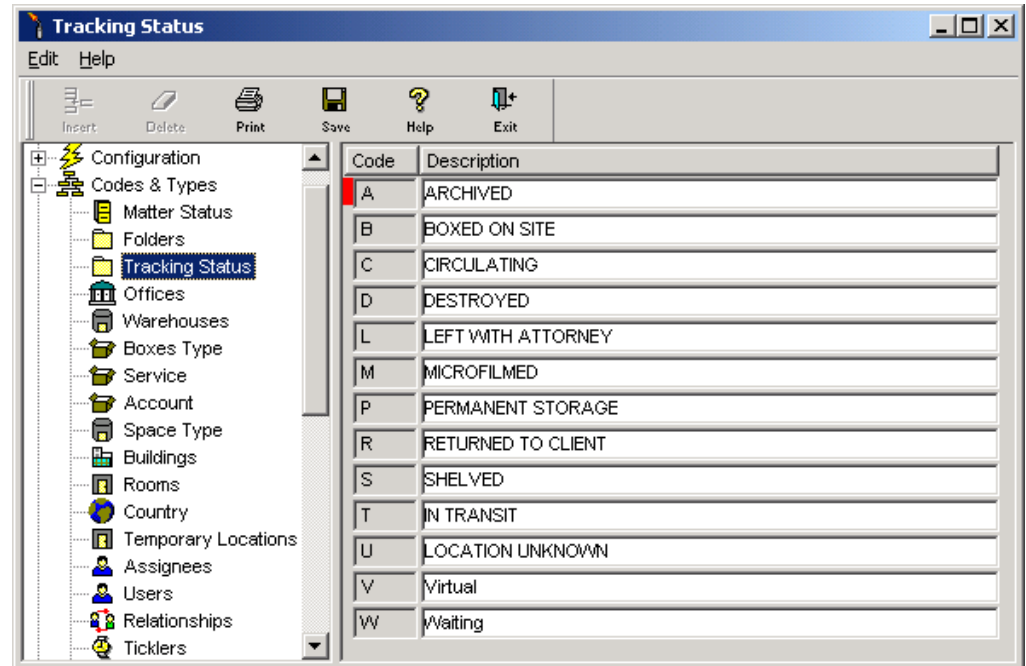 Tracking Status
Edit Help
Insert Delete Print Save Help Exit
Configuration
Codes & Types
Matter Status
Folders
Tracking Status
Offices
Warehouses
Boxes Type
Service
Account
Space Type
Buildings
Rooms
Country
Temporary Locations
Assignees
Users
Relationships
Ticklers
Code Description
A ARCHIVED
B BOXED ON SITE
C CIRCULATING
D DESTROYED
L LEFT WITH ATTORNEY
M MICROFILMED
P PERMANENT STORAGE
R RETURNED TO CLIENT
S SHELVED
T IN TRANSIT
U LOCATION UNKNOWN
V Virtual
W Waiting